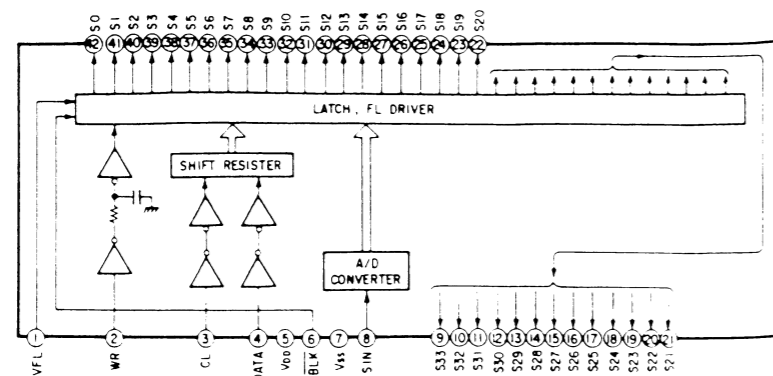 S0 S1 S2 S3 S4 S5 S6 S7 S8 S9 S10 S11 S12 S13 S14 S15 S16 S17 S18 S19 S20
42 41 40 39 38 37 36 35 34 33 32 31 30 29 28 27 26 25 24 23 22
LATCH, FL DRIVER
SHIFT RESISTER
A/D
CONVERTER
1 2 3 4 5 6 7 8 9 10 11 12 13 14 15 16 17 18 19 20 21
VFL WR CL DATA VDD BLK VSS SIN S33 S32 S31 S30 S29 S28 S27 S26 S25 S24 S23 S22 S21